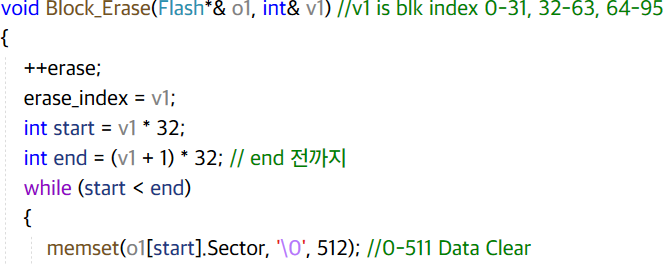 void Block_Erase(Flash*& o1, int& v1) //v1 is blk index 0-31, 32-63, 64-95
{
++erase;
erase_index = v1;
int start = v1 * 32;
int end = (v1 + 1) * 32; // end 전까지
while (start < end)
{
memset(o1[start].Sector, '\0', 512); //0-511 Data Clear